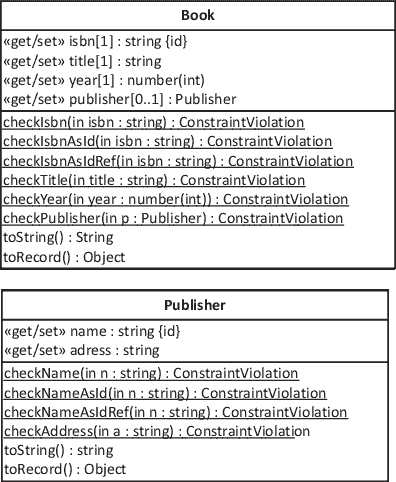 Book
«get/set» isbn[1] : string {id}
«get/set» title[1] : string
«get/set» year[1] : number(int)
«get/set» publisher[0..1] : Publisher
checkIsbn(in isbn : string) : ConstraintViolation
checkIsbnAsId(in isbn : string) : ConstraintViolation
checkIsbnAsIdRef(in isbn : string) : ConstraintViolation
checkTitle(in title : string) : ConstraintViolation
checkYear(in year : number(int)) : ConstraintViolation
checkPublisher(in p : Publisher) : ConstraintViolation
toString() : String
toRecord() : Object
Publisher
«get/set» name : string {id}
«get/set» adress : string
checkName(in n : string) : ConstraintViolation
checkNameAsId(in n : string) : ConstraintViolation
checkNameAsIdRef(in n : string) : ConstraintViolation
checkAddress(in a : string) : ConstraintViolation
toString() : string
toRecord() : Object